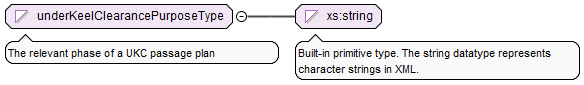 underKeelClearancePurposeType
xs:string
The relevant phase of a UKC passage plan
Built-in primitive type. The string datatype represents
character strings in XML.